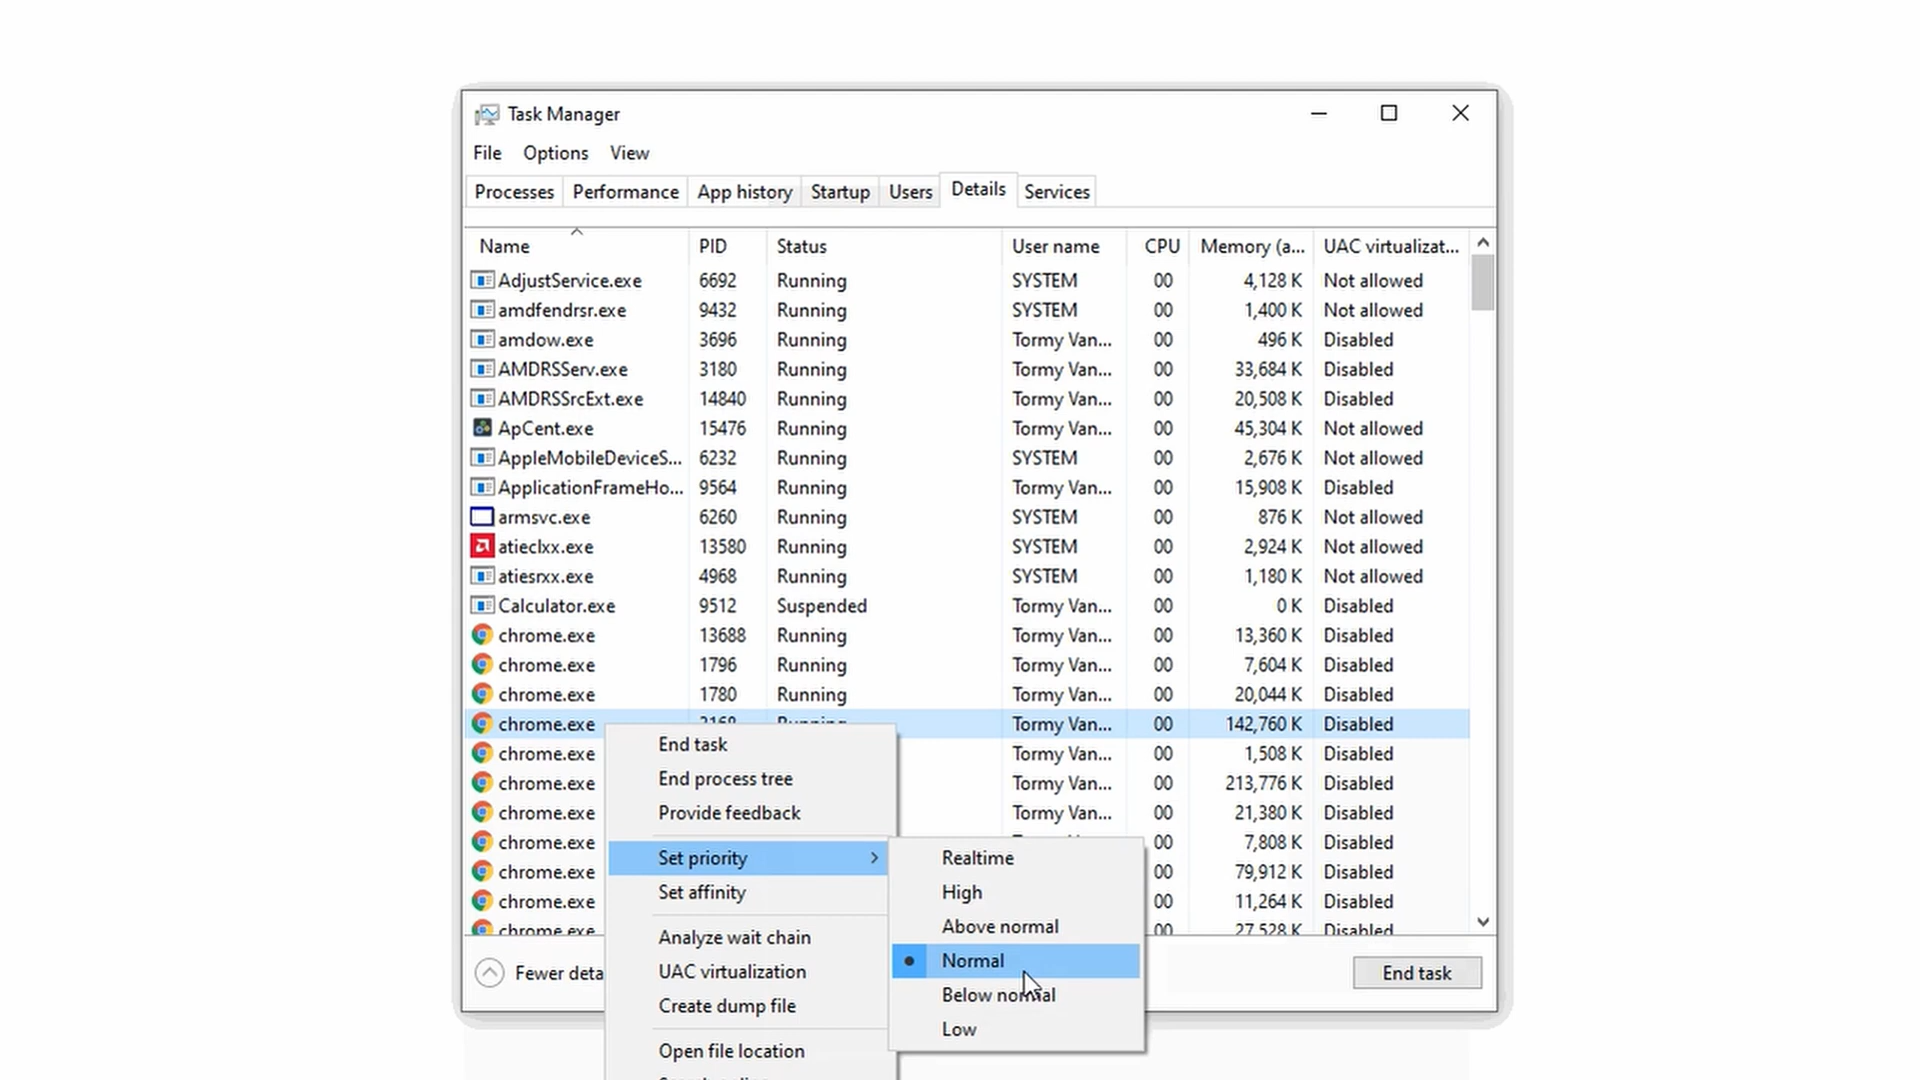 Task Manager
File Options View
Processes Performance App history Startup Users Details Services
Name PID Status User name CPU Memory (a... UAC virtualizat...
AdjustService.exe 6692 Running SYSTEM 00 4,128 K Not allowed
amdfendrsr.exe 9432 Running SYSTEM 00 1,400 K Not allowed
amdow.exe 3696 Running Tormy Van... 00 496 K Disabled
AMDRSServ.exe 3180 Running Tormy Van... 00 33,684 K Disabled
AMDRSSrcExt.exe 14840 Running Tormy Van... 00 20,508 K Disabled
ApCent.exe 15476 Running Tormy Van... 00 45,304 K Not allowed
AppleMobileDeviceS... 6232 Running SYSTEM 00 2,676 K Not allowed
ApplicationFrameHo... 9564 Running Tormy Van... 00 15,908 K Disabled
armsvc.exe 6260 Running SYSTEM 00 876 K Not allowed
atieclxx.exe 13580 Running SYSTEM 00 2,924 K Not allowed
atiesrxx.exe 4968 Running SYSTEM 00 1,180 K Not allowed
Calculator.exe 9512 Suspended Tormy Van... 00 0 K Disabled
chrome.exe 13688 Running Tormy Van... 00 13,360 K Disabled
chrome.exe 1796 Running Tormy Van... 00 7,604 K Disabled
chrome.exe 1780 Running Tormy Van... 00 20,044 K Disabled
chrome.exe 3168 Running Tormy Van... 00 142,760 K Disabled
chrome.exe Tormy Van... 00 1,508 K Disabled
chrome.exe Tormy Van... 00 213,776 K Disabled
chrome.exe Tormy Van... 00 21,380 K Disabled
chrome.exe 00 7,808 K Disabled
chrome.exe 00 79,912 K Disabled
chrome.exe 00 11,264 K Disabled
chrome.exe 00 27,528 K Disabled
End task
End process tree
Provide feedback
Set priority
Set affinity
Analyze wait chain
UAC virtualization
Create dump file
Open file location
Realtime
High
Above normal
Normal
Below normal
Low
Fewer deta
End task